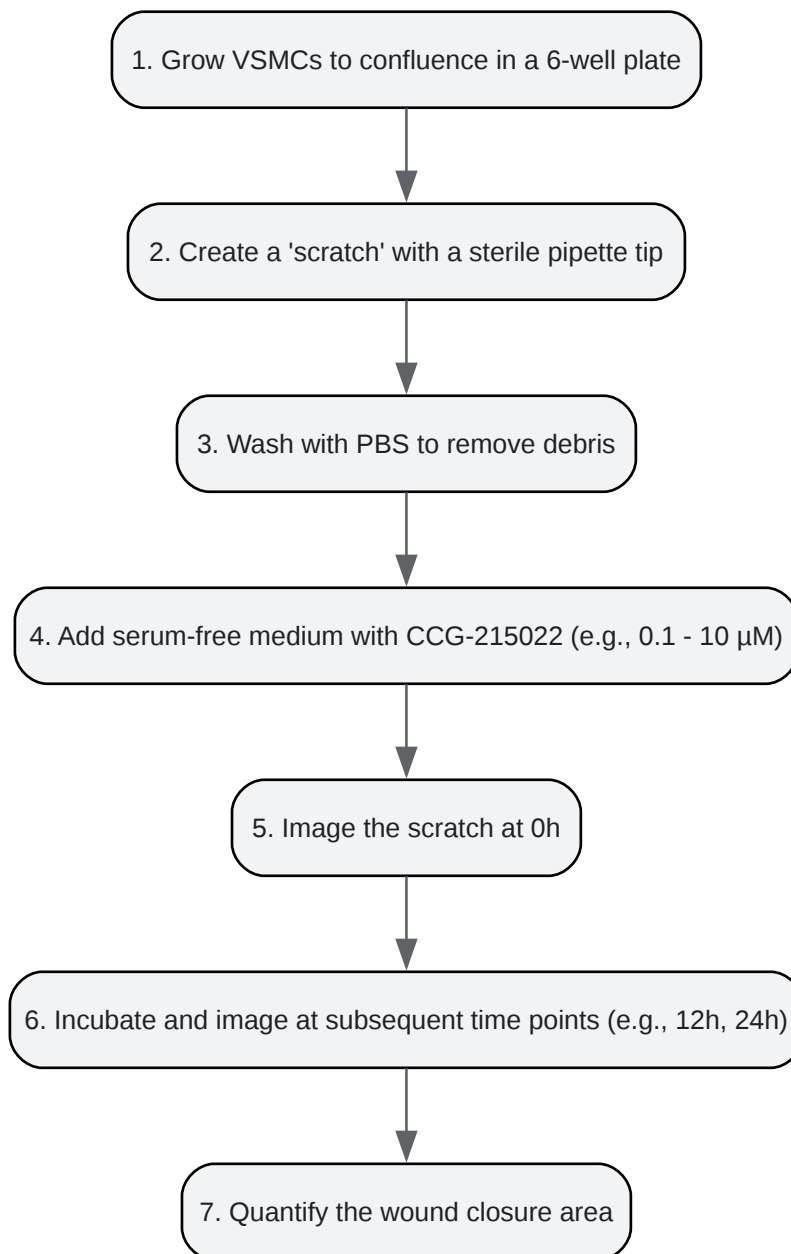 1. Grow VSMCs to confluence in a 6-well plate
2. Create a 'scratch' with a sterile pipette tip
3. Wash with PBS to remove debris
4. Add serum-free medium with CCG-215022 (e.g., 0.1 - 10 µM)
5. Image the scratch at 0h
6. Incubate and image at subsequent time points (e.g., 12h, 24h)
7. Quantify the wound closure area